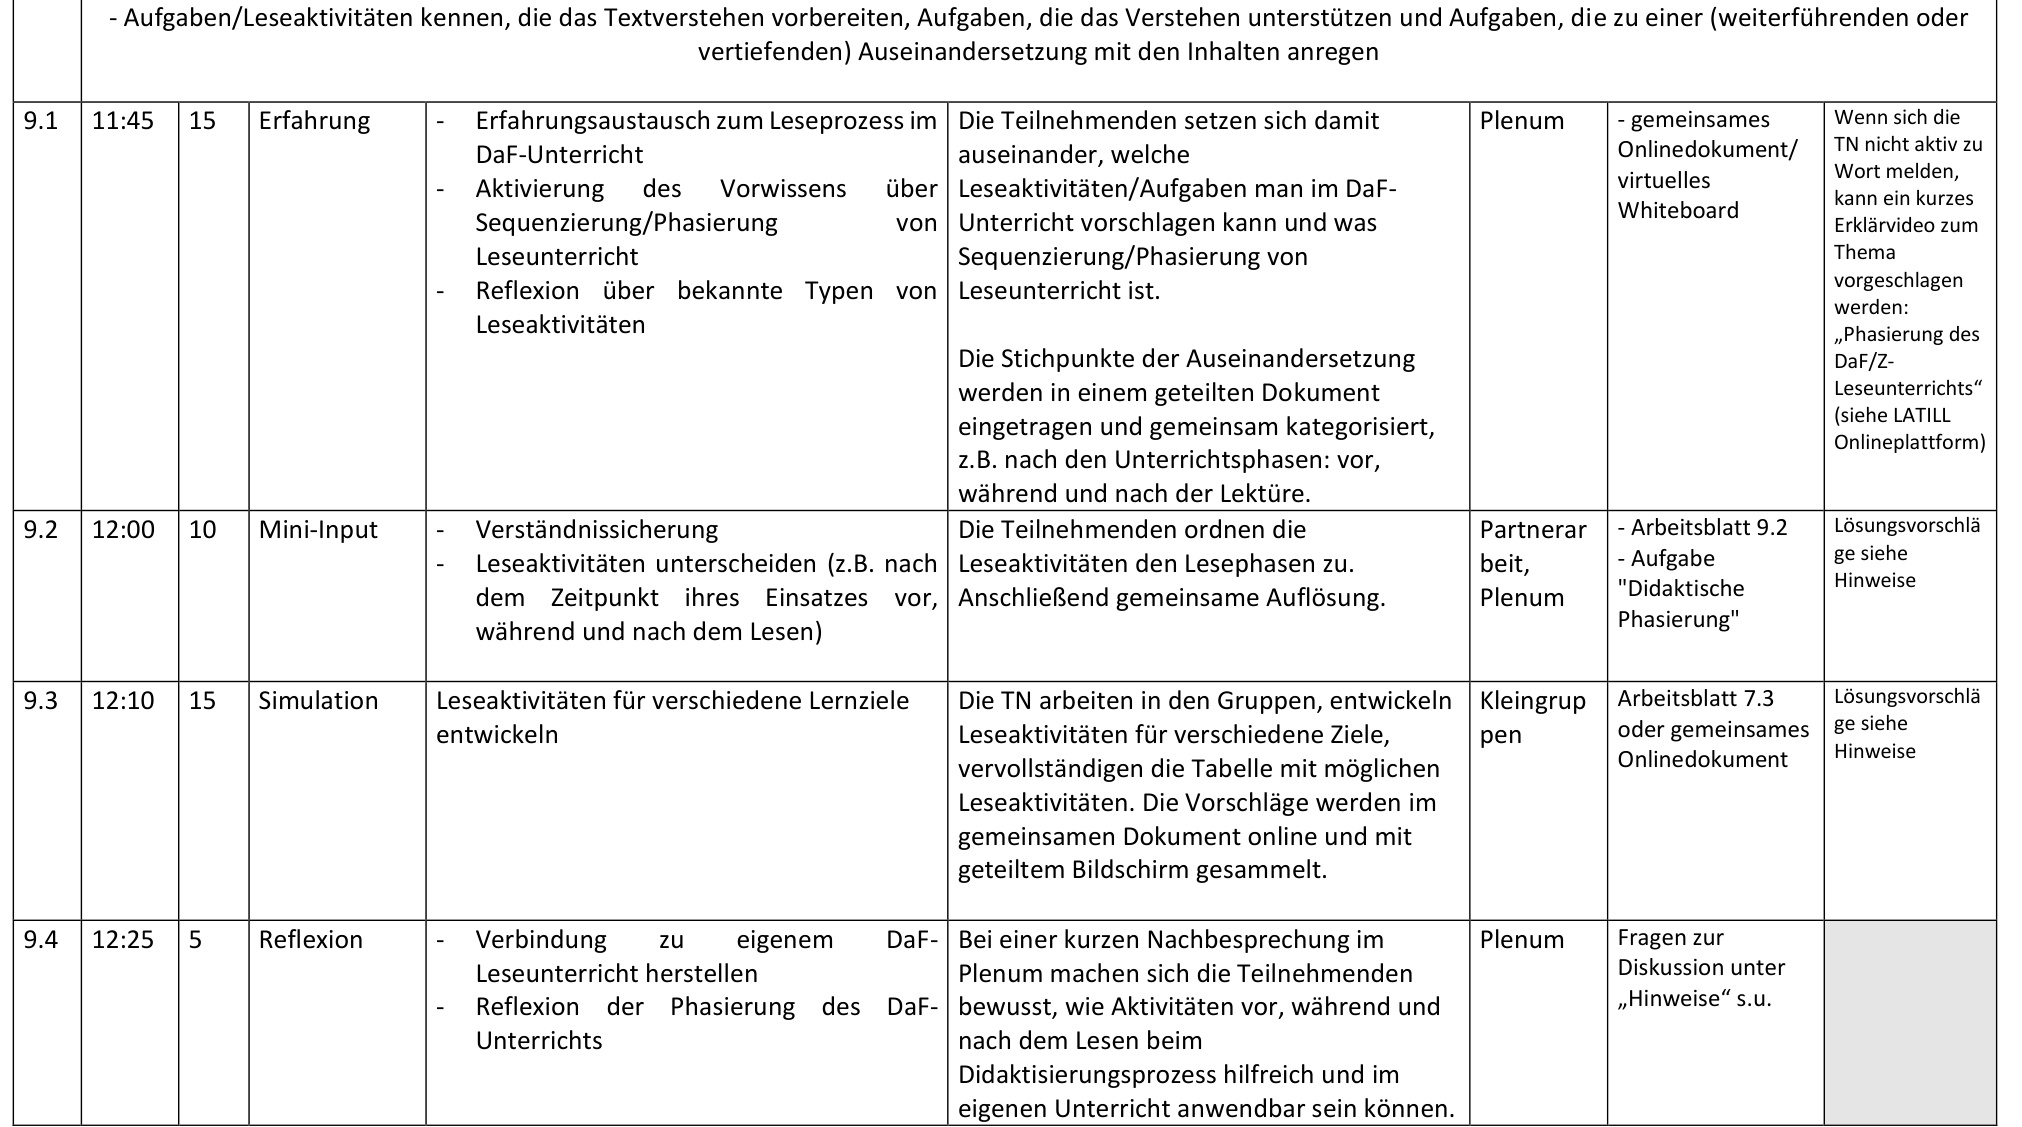 - Aufgaben/Leseaktivitäten kennen, die das Textverstehen vorbereiten, Aufgaben, die das Verstehen unterstützen und Aufgaben, die zu einer (weiterführenden oder
vertiefenden) Auseinandersetzung mit den Inhalten anregen
9.1
11:45
15
Erfahrung
- Erfahrungsaustausch zum Leseprozess im
DaF-Unterricht
- Aktivierung des Vorwissens über
Sequenzierung/Phasierung von
Leseunterricht
- Reflexion über bekannte Typen von
Leseaktivitäten
Die Teilnehmenden setzen sich damit
auseinander, welche
Leseaktivitäten/Aufgaben man im DaF-
Unterricht vorschlagen kann und was
Sequenzierung/Phasierung von
Leseunterricht ist.
Die Stichpunkte der Auseinandersetzung
werden in einem geteilten Dokument
eingetragen und gemeinsam kategorisiert,
z.B. nach den Unterrichtsphasen: vor,
während und nach der Lektüre.
Plenum
- gemeinsames
Onlinedokument/
virtuelles
Whiteboard
Wenn sich die
TN nicht aktiv zu
Wort melden,
kann ein kurzes
Erklärvideo zum
Thema
vorgeschlagen
werden:
„Phasierung des
DaF/Z-
Leseunterrichts“
(siehe LATILL
Onlineplattform)
9.2
12:00
10
Mini-Input
- Verständnissicherung
- Leseaktivitäten unterscheiden (z.B. nach
dem Zeitpunkt ihres Einsatzes vor,
während und nach dem Lesen)
Die Teilnehmenden ordnen die
Leseaktivitäten den Lesephasen zu.
Anschließend gemeinsame Auflösung.
Partnerar
beit,
Plenum
- Arbeitsblatt 9.2
- Aufgabe
"Didaktische
Phasierung"
Lösungsvorschlä
ge siehe
Hinweise
9.3
12:10
15
Simulation
Leseaktivitäten für verschiedene Lernziele
entwickeln
Die TN arbeiten in den Gruppen, entwickeln
Leseaktivitäten für verschiedene Ziele,
vervollständigen die Tabelle mit möglichen
Leseaktivitäten. Die Vorschläge werden im
gemeinsamen Dokument online und mit
geteiltem Bildschirm gesammelt.
Kleingrup
pen
Arbeitsblatt 7.3
oder gemeinsames
Onlinedokument
Lösungsvorschlä
ge siehe
Hinweise
9.4
12:25
5
Reflexion
- Verbindung zu eigenem DaF-
Leseunterricht herstellen
- Reflexion der Phasierung des DaF-
Unterrichts
Bei einer kurzen Nachbesprechung im
Plenum machen sich die Teilnehmenden
bewusst, wie Aktivitäten vor, während und
nach dem Lesen beim
Didaktisierungsprozess hilfreich und im
eigenen Unterricht anwendbar sein können.
Plenum
Fragen zur
Diskussion unter
„Hinweise“ s.u.